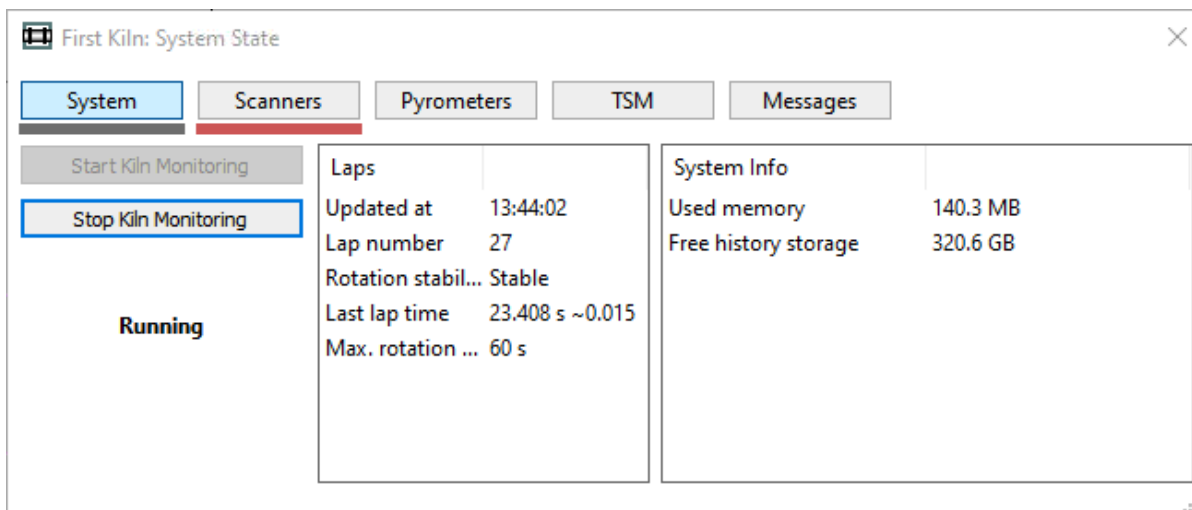 First Kiln: System State
System Scanners Pyrometers TSM Messages
Start Kiln Monitoring
Stop Kiln Monitoring
Running
Laps
Updated at 13:44:02
Lap number 27
Rotation stabil... Stable
Last lap time 23.408 s ~0.015
Max. rotation ... 60 s
System Info
Used memory 140.3 MB
Free history storage 320.6 GB